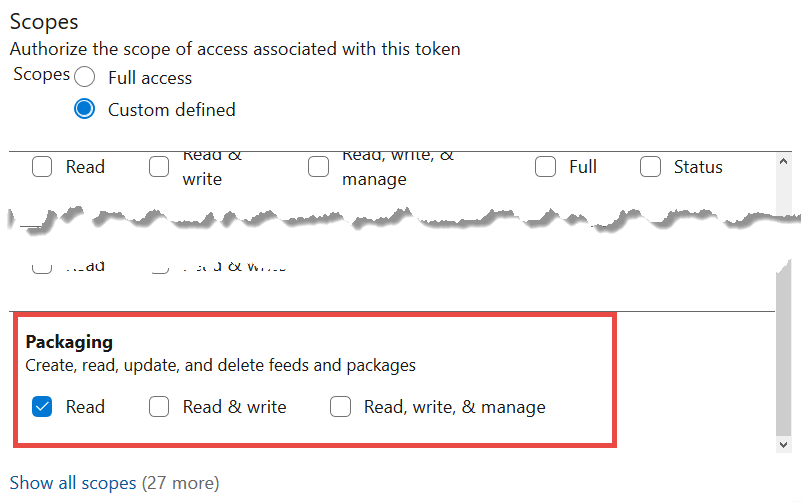 Scopes
Authorize the scope of access associated with this token
Scopes Full access
Custom defined
Read Read & write Read, write, & manage Full Status
Packaging
Create, read, update, and delete feeds and packages
Read Read & write Read, write, & manage
Show all scopes (27 more)